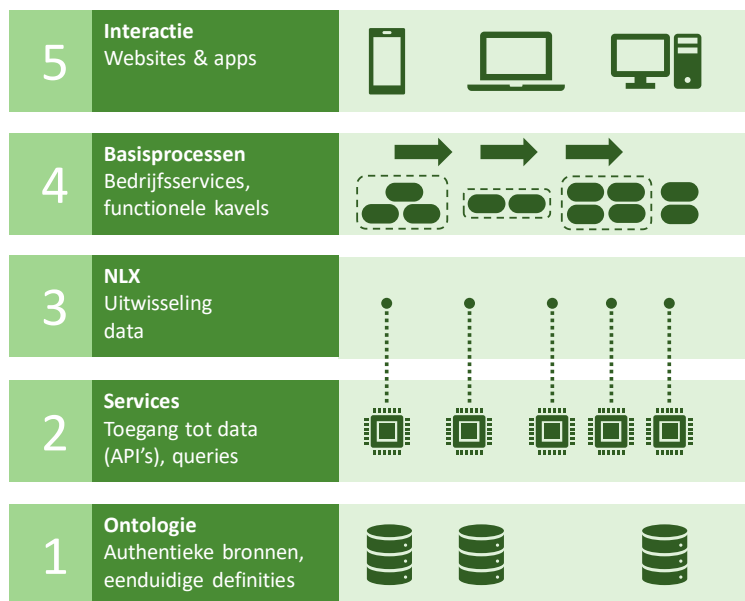 5
Interactie
Websites & apps
4
Basisprocessen
Bedrijfsservices,
functionele kavels
3
NLX
Uitwisseling
data
2
Services
Toegang tot data
(API's), queries
1
Ontologie
Authentieke bronnen,
eenduidige definities